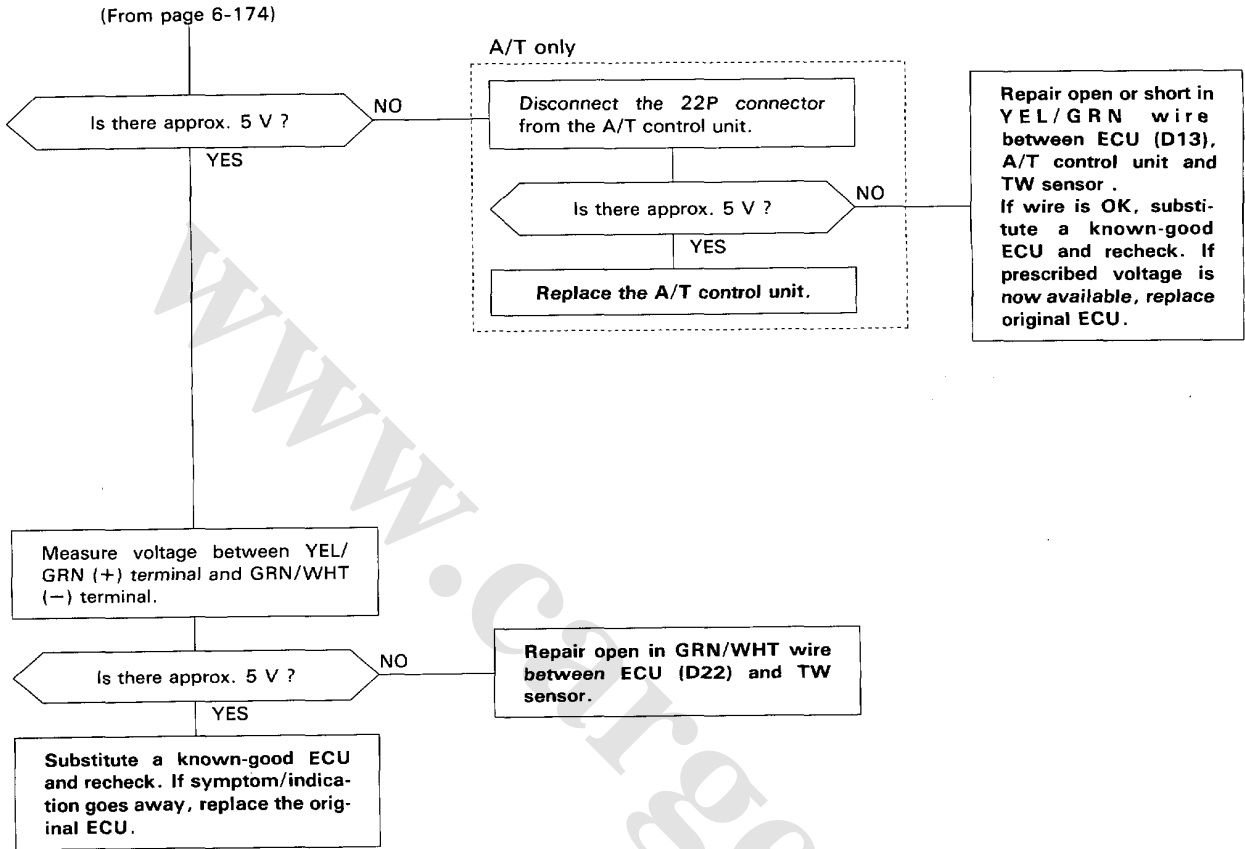 (From page 6-174)
Is there approx. 5 V ?
NO
YES
A/T only
Disconnect the 22P connector
from the A/T control unit.
Is there approx. 5 V ?
NO
YES
Replace the A/T control unit.
Repair open or short in
YEL/GRN wire
between ECU (D13),
A/T control unit and
TW sensor .
If wire is OK, substi-
tute a known-good
ECU and recheck. If
prescribed voltage is
now available, replace
original ECU.
Measure voltage between YEL/
GRN (+) terminal and GRN/WHT
(−) terminal.
Is there approx. 5 V ?
NO
YES
Repair open in GRN/WHT wire
between ECU (D22) and TW
sensor.
Substitute a known-good ECU
and recheck. If symptom/indica-
tion goes away, replace the orig-
inal ECU.
www.carg